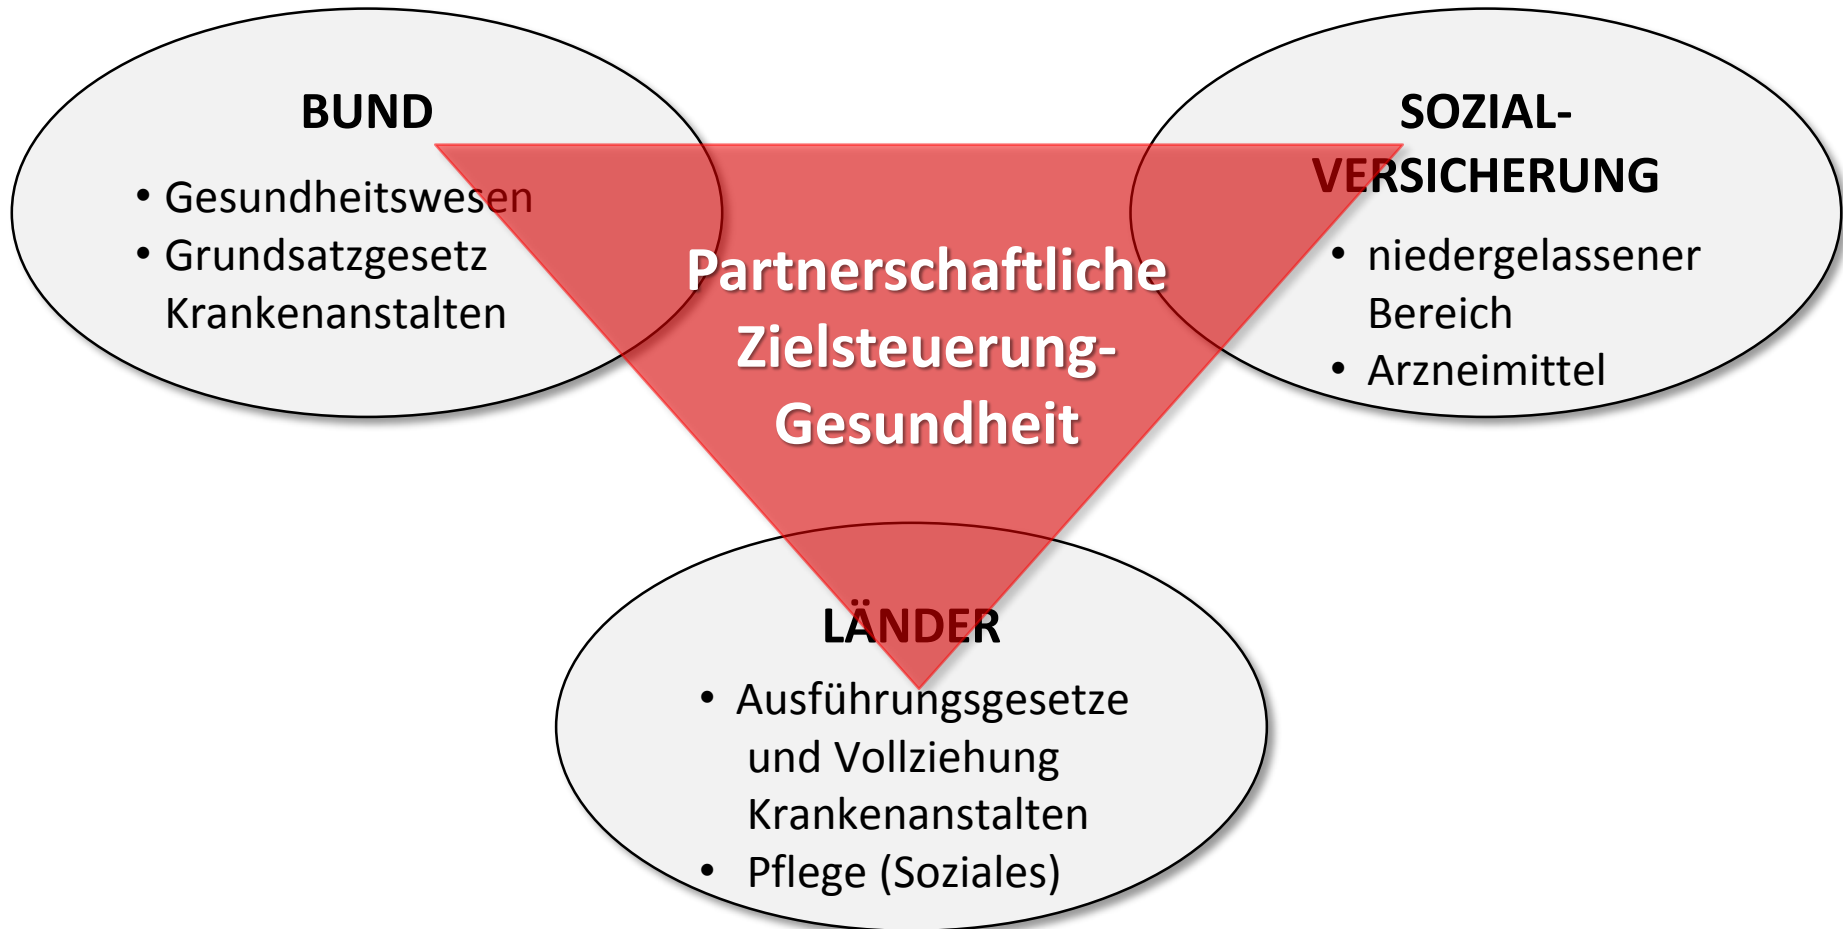 BUND
• Gesundheitswesen
• Grundsatzgesetz
Krankenanstalten
SOZIAL-
VERSICHERUNG
• niedergelassener
Bereich
• Arzneimittel
Partnerschaftliche
Zielsteuerung-
Gesundheit
LÄNDER
• Ausführungsgesetze
und Vollziehung
Krankenanstalten
• Pflege (Soziales)